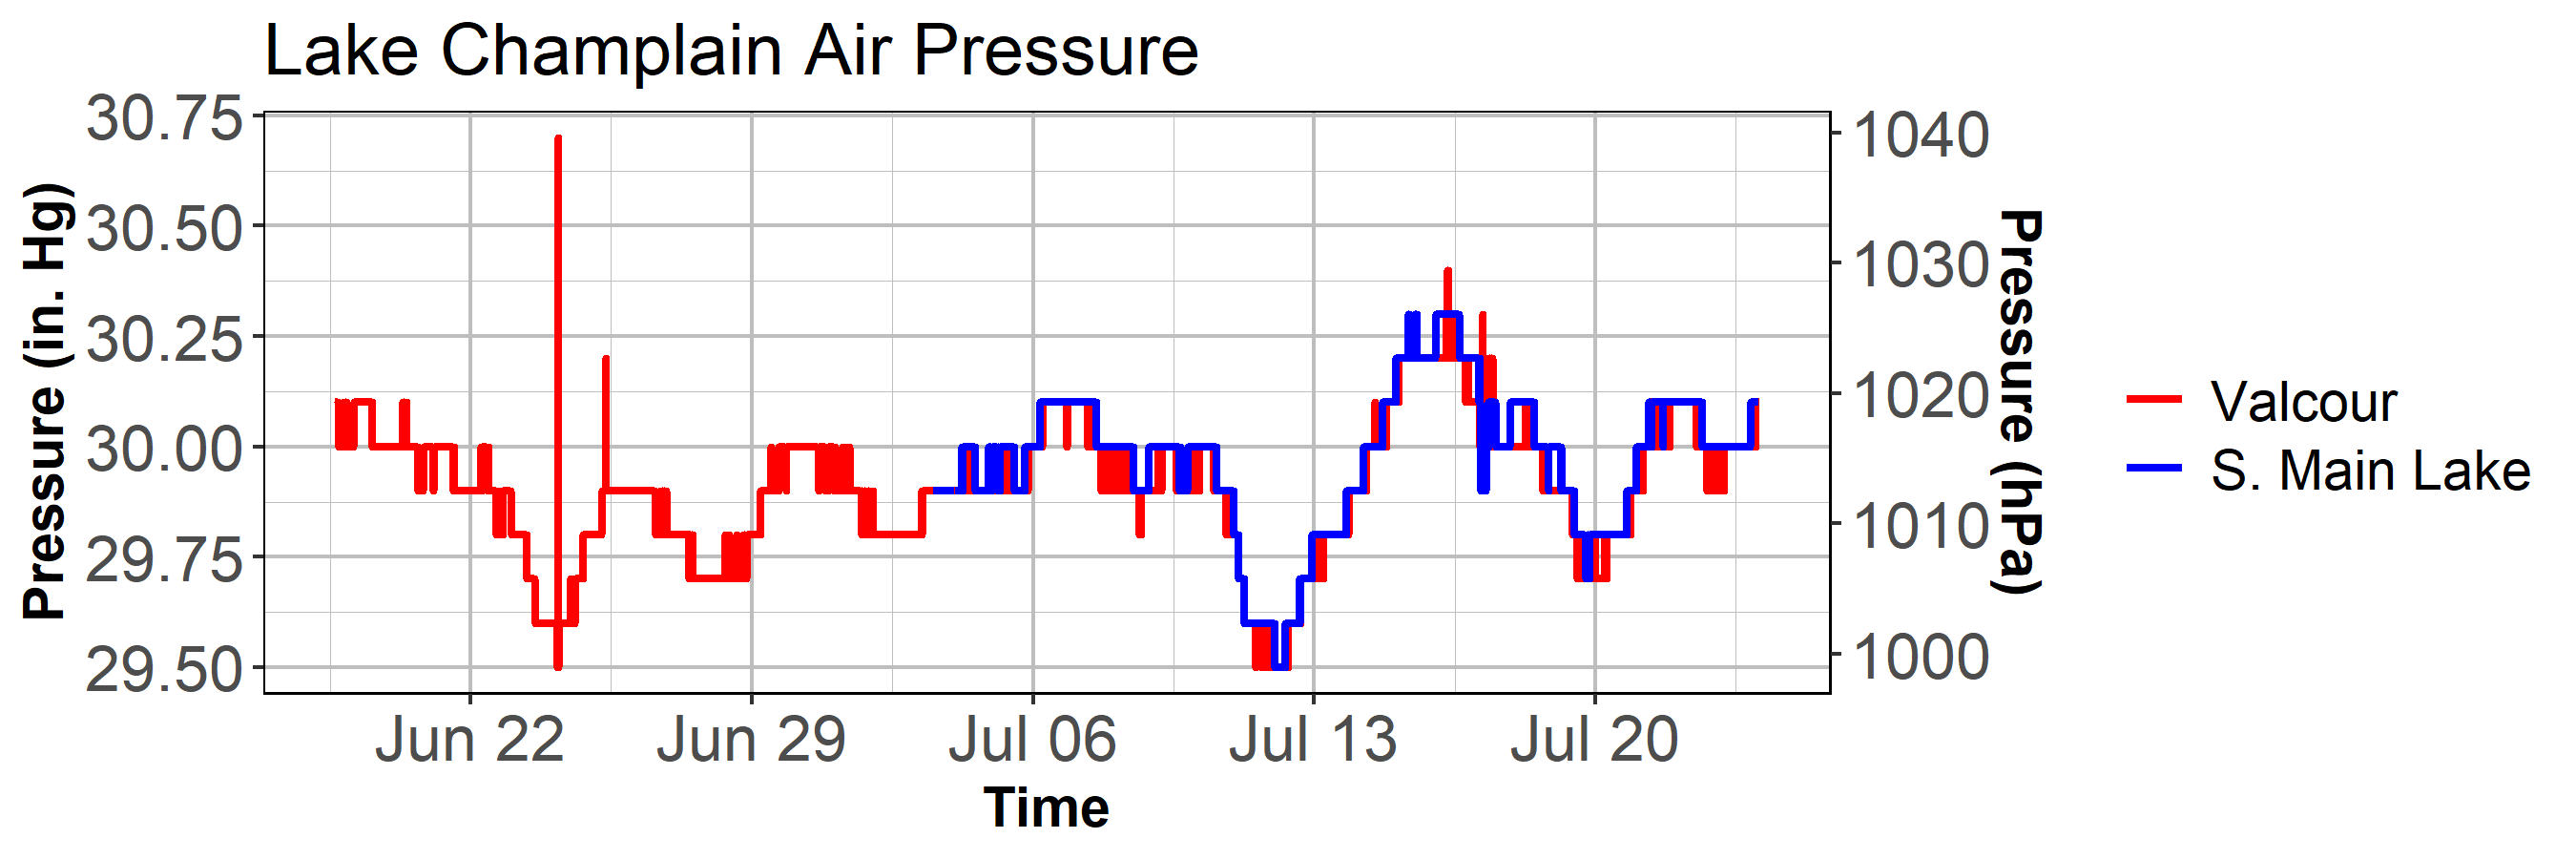 Lake Champlain Air Pressure
Pressure (in. Hg)
30.75
30.50
30.25
30.00
29.75
29.50
1040
1030
1020
1010
1000
Pressure (hPa)
Jun 22
Jun 29
Jul 06
Jul 13
Jul 20
Time
Valcour
S. Main Lake